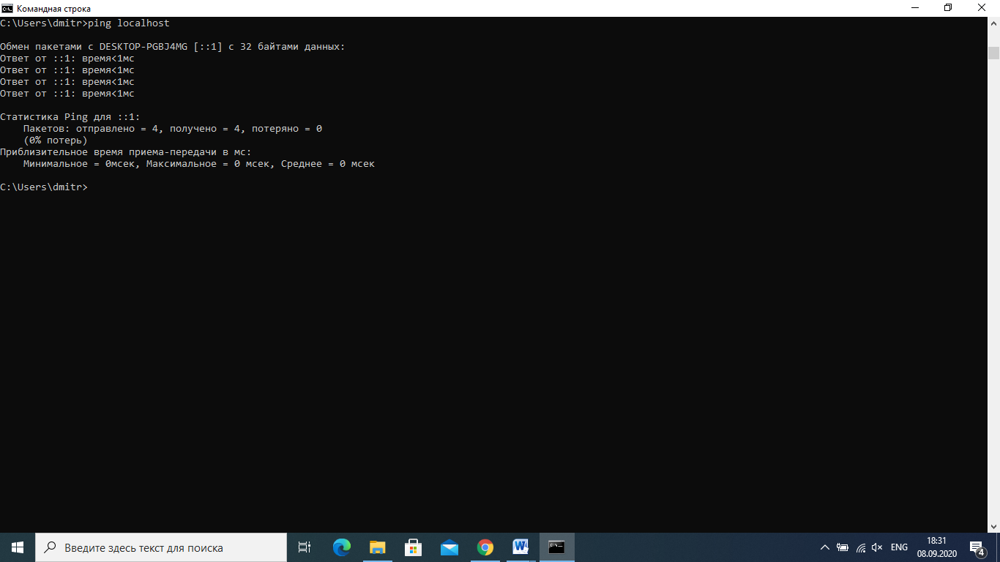 Командная строка
C:\Users\dmitr>ping localhost
Обмен пакетами с DESKTOP-PGBJ4MG [::1] с 32 байтами данных:
Ответ от ::1: время<1мс
Ответ от ::1: время<1мс
Ответ от ::1: время<1мс
Ответ от ::1: время<1мс
Статистика Ping для ::1:
Пакетов: отправлено = 4, получено = 4, потеряно = 0
(0% потерь)
Приблизительное время приема-передачи в мс:
Минимальное = 0мсек, Максимальное = 0 мсек, Среднее = 0 мсек
C:\Users\dmitr>
Введите здесь текст для поиска
ENG
18:31
08.09.2020
4